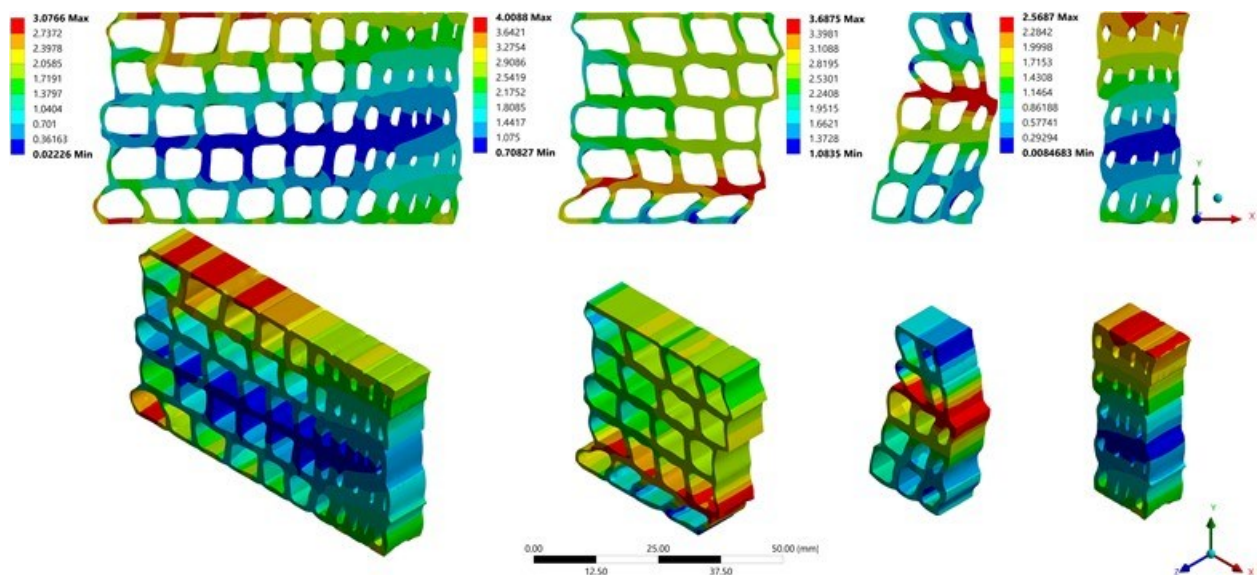 3.0766 Max
2.7372
2.3978
2.0585
1.7191
1.3797
1.0404
0.701
0.36163
0.02226 Min
4.0088 Max
3.6421
3.2754
2.9086
2.5419
2.1752
1.8085
1.4417
1.075
0.70827 Min
3.6875 Max
3.3981
3.1088
2.8195
2.5301
2.2408
1.9515
1.6621
1.3728
1.0835 Min
2.5687 Max
2.2842
1.9998
1.7153
1.4308
1.1464
0.86188
0.57741
0.29294
0.0084683 Min
Y
Z
X
Y
Z
X
0.00 25.00 50.00 (mm)
12.50 37.50